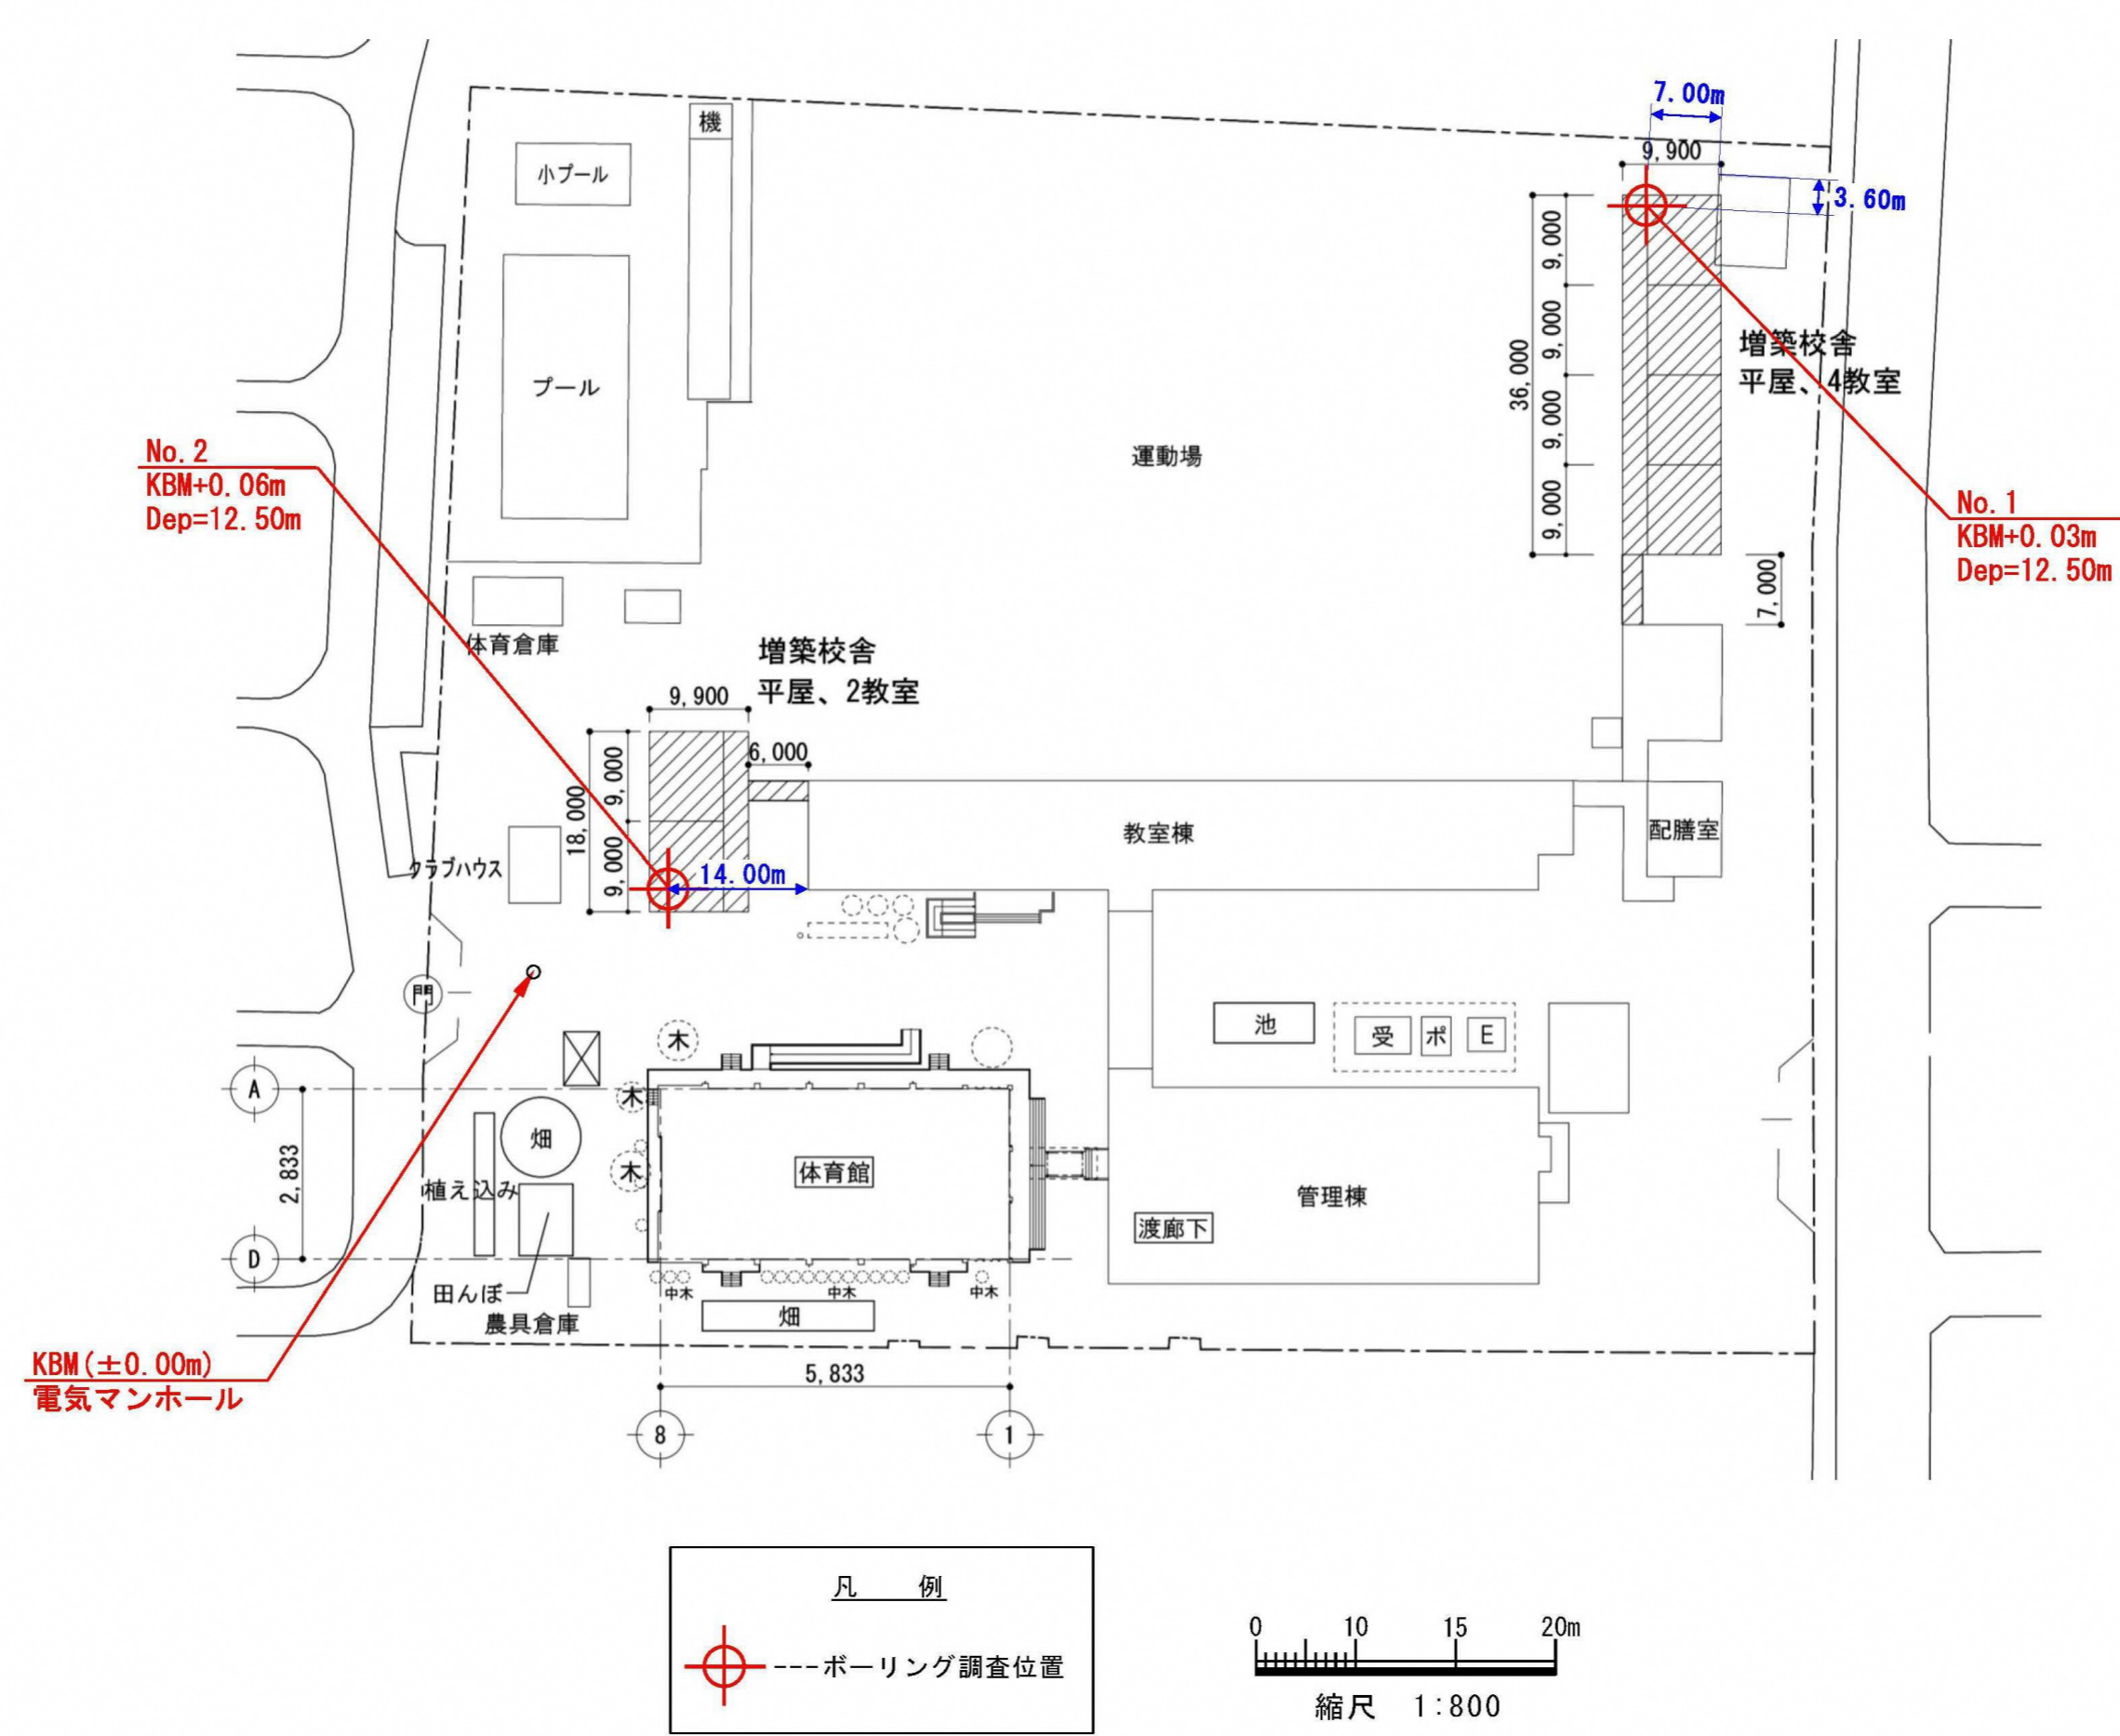 7.00m
機
9,900
小プール
3.60m
9,000
9,000
9,000
9,000
36,000
増築校舎
平屋、4教室
プール
運動場
No.2
KBM+0.06m
Dep=12.50m
No.1
KBM+0.03m
Dep=12.50m
7,000
体育倉庫
増築校舎
平屋、2教室
9,900
6,000
9,000
9,000
18,000
教室棟
配膳室
クラブハウス
14.00m
門
池
受
ポ
E
木
A
木
畑
2,833
木
体育館
植え込み
管理棟
渡廊下
D
田んぼ
中木
中木
中木
農具倉庫
畑
KBM(±0.00m)
電気マンホール
5,833
8
1
凡 例
---ボーリング調査位置
0 10 15 20m
縮尺 1:800